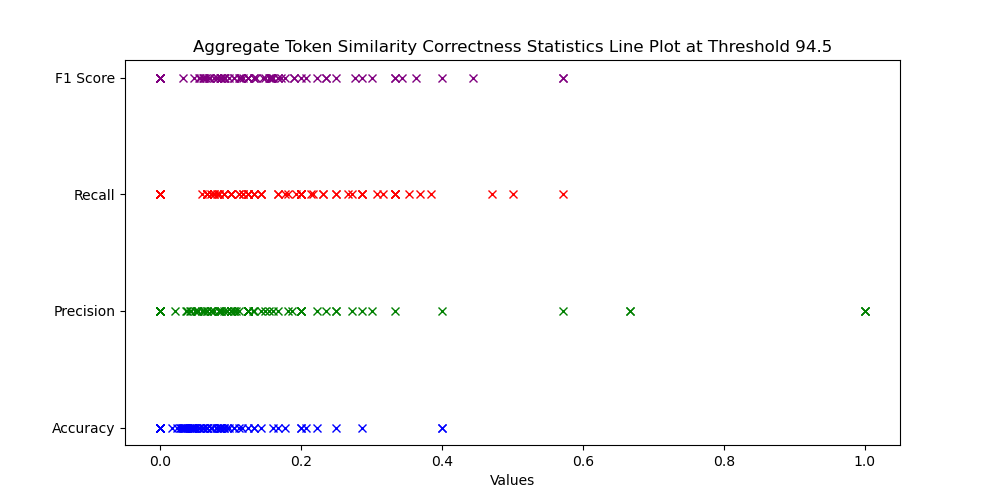 Aggregate Token Similarity Correctness Statistics Line Plot at Threshold 94.5
F1 Score
Recall
Precision
Accuracy
0.0 0.2 0.4 0.6 0.8 1.0
Values